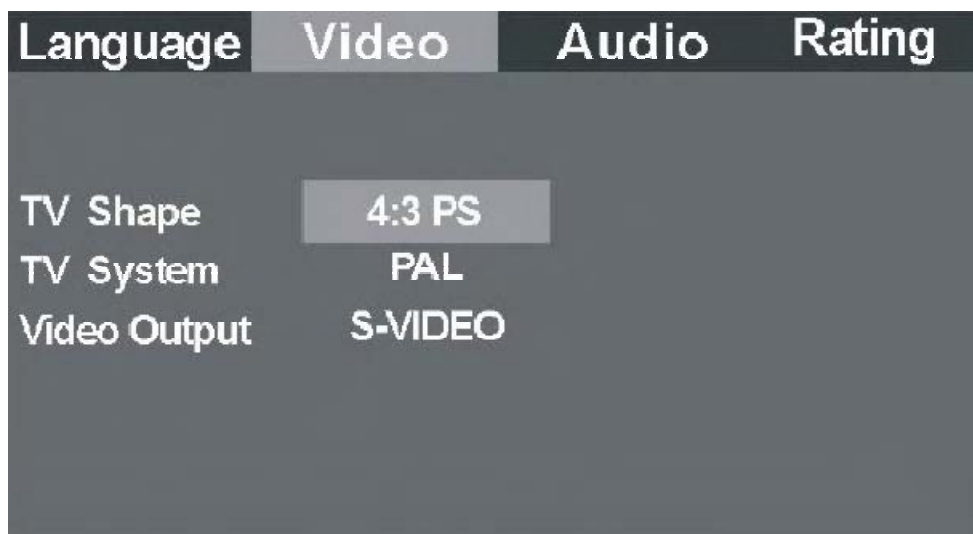 Language Video Audio Rating
TV Shape 4:3 PS
TV System PAL
Video Output S-VIDEO